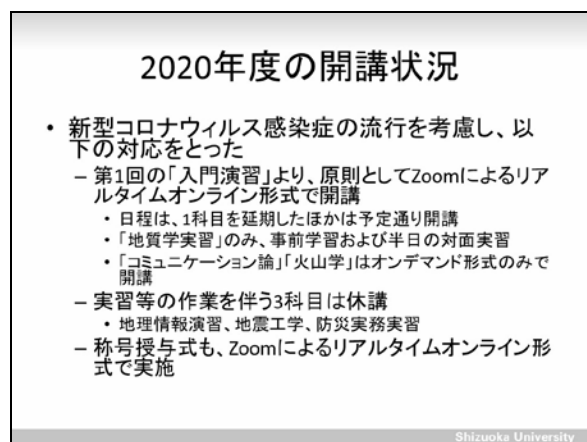 2020年度の開講状況
• 新型コロナウィルス感染症の流行を考慮し、以
下の対応をとった
– 第1回の「入門演習」より、原則としてZoomによるリア
ルタイムオンライン形式で開講
• 日程は、1科目を延期したほかは予定通り開講
• 「地質学実習」のみ、事前学習および半日の対面実習
• 「コミュニケーション論」「火山学」はオンデマンド形式のみで
開講
– 実習等の作業を伴う3科目は休講
• 地理情報演習、地震工学、防災実務実習
– 称号授与式も、Zoomによるリアルタイムオンライン形
式で実施
Shizuoka University